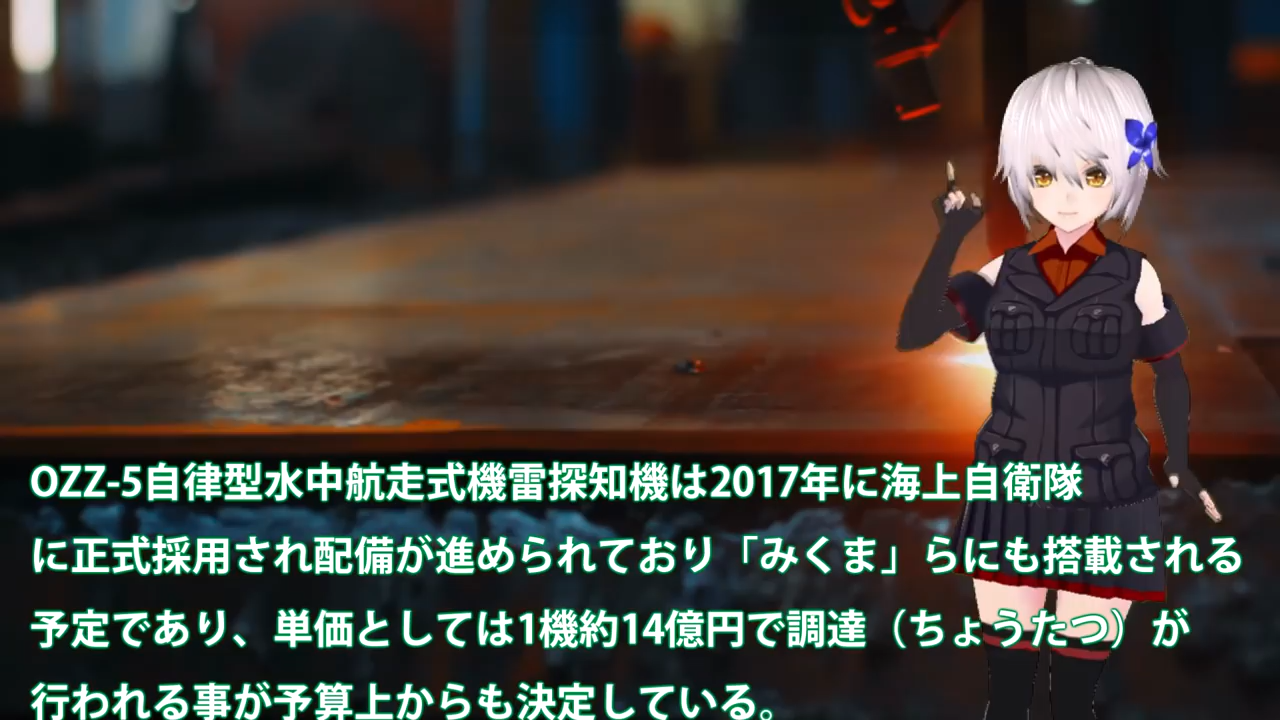 OZZ-5自律型水中航走式機雷探知機は2017年に海上自衛隊
に正式採用され配備が進められており「みくま」らにも搭載される
予定であり、単価としては1機約14億円で調達（ちょうたつ）が
行われる事が予算上からも決定している。